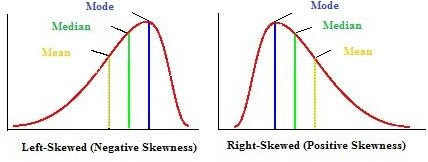 Mode
Median
Mean
Left-Skewed (Negative Skewness)
Mode
Median
Mean
Right-Skewed (Positive Skewness)